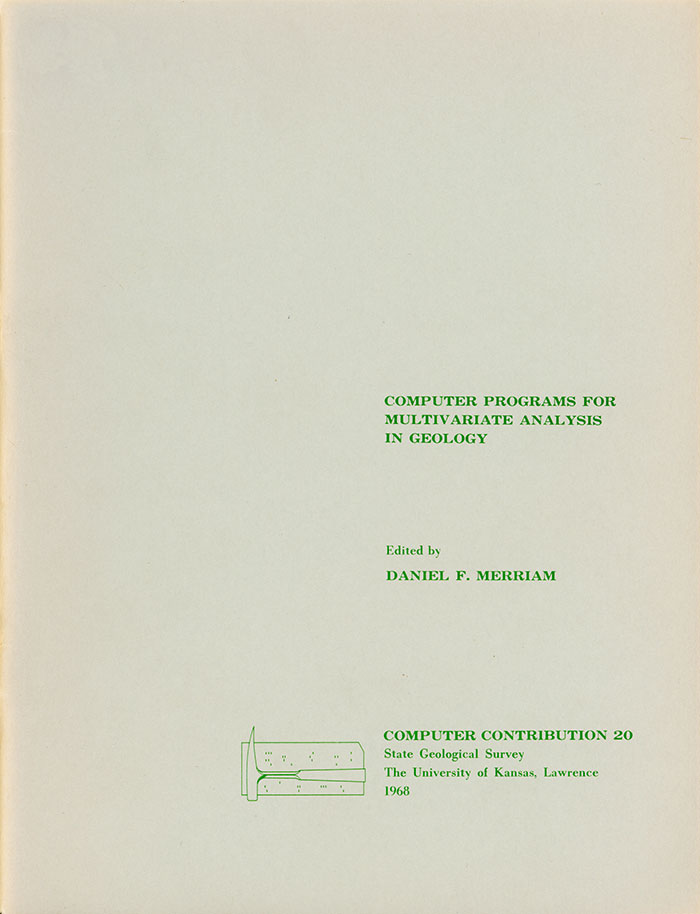 COMPUTER PROGRAMS FOR
MULTIVARIATE ANALYSIS
IN GEOLOGY
Edited by
DANIEL F. MERRIAM
COMPUTER CONTRIBUTION 20
State Geological Survey
The University of Kansas, Lawrence
1968